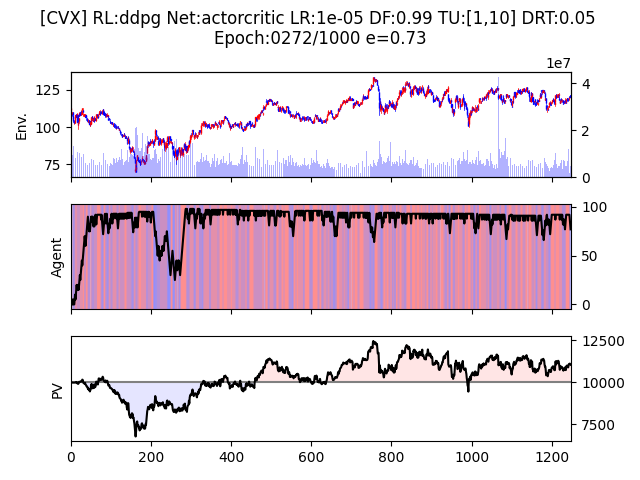 [CVX] RL:ddpg Net:actorcritic LR:1e-05 DF:0.99 TU:[1,10] DRT:0.05
Epoch:0272/1000 e=0.73
1e7
125
100
75
Env.
4
2
0
Agent
100
50
0
PV
12500
10000
7500
0 200 400 600 800 1000 1200